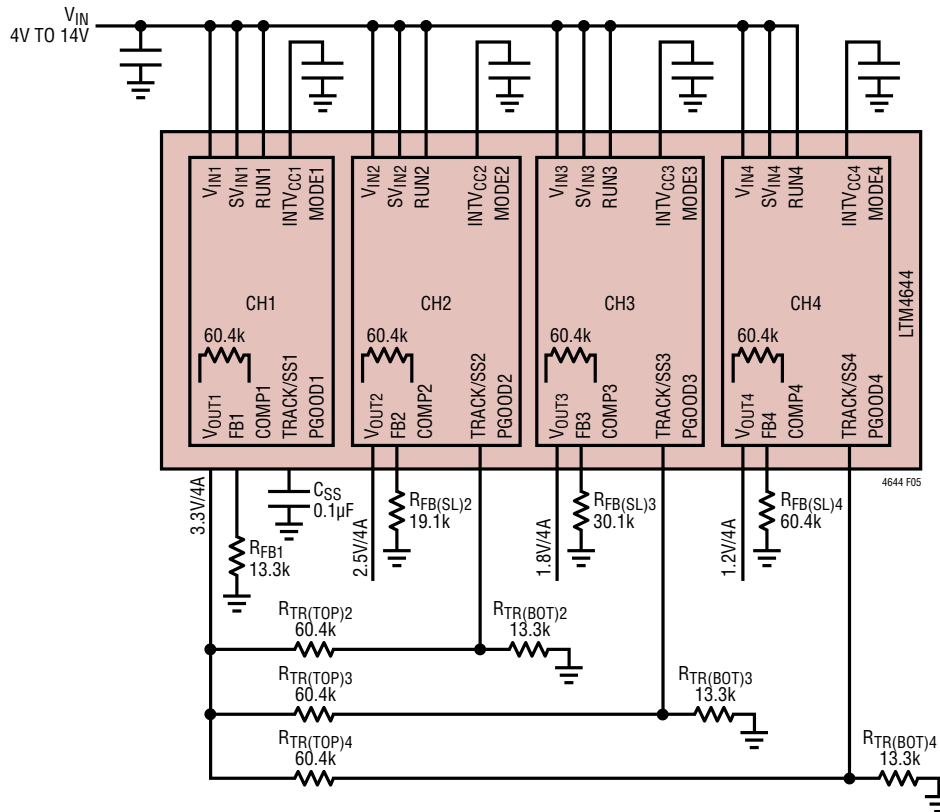 VIN
4V TO 14V
VIN1
SVIN1
RUN1
INTVCC1
MODE1
VIN2
SVIN2
RUN2
INTVCC2
MODE2
VIN3
SVIN3
RUN3
INTVCC3
MODE3
VIN4
SVIN4
RUN4
INTVCC4
MODE4
CH1
CH2
CH3
CH4
LTM4644
60.4k
60.4k
60.4k
60.4k
VOUT1
FB1
COMP1
TRACK/SS1
PGOOD1
VOUT2
FB2
COMP2
TRACK/SS2
PGOOD2
VOUT3
FB3
COMP3
TRACK/SS3
PGOOD3
VOUT4
FB4
COMP4
TRACK/SS4
PGOOD4
4644 F05
3.3V/4A
CSS
0.1µF
RFB1
13.3k
2.5V/4A
RFB(SL)2
19.1k
1.8V/4A
RFB(SL)3
30.1k
1.2V/4A
RFB(SL)4
60.4k
RTR(TOP)2
60.4k
RTR(BOT)2
13.3k
RTR(TOP)3
60.4k
RTR(BOT)3
13.3k
RTR(TOP)4
60.4k
RTR(BOT)4
13.3k